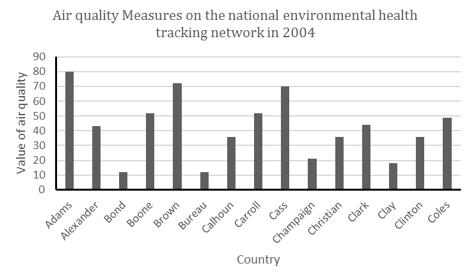 Air quality Measures on the national environmental health
tracking network in 2004
Value of air quality
90
80
70
60
50
40
30
20
10
0
Adams
Alexander
Bond
Boone
Brown
Bureau
Calhoun
Carroll
Cass
Champaign
Christian
Clark
Clay
Clinton
Coles
Country